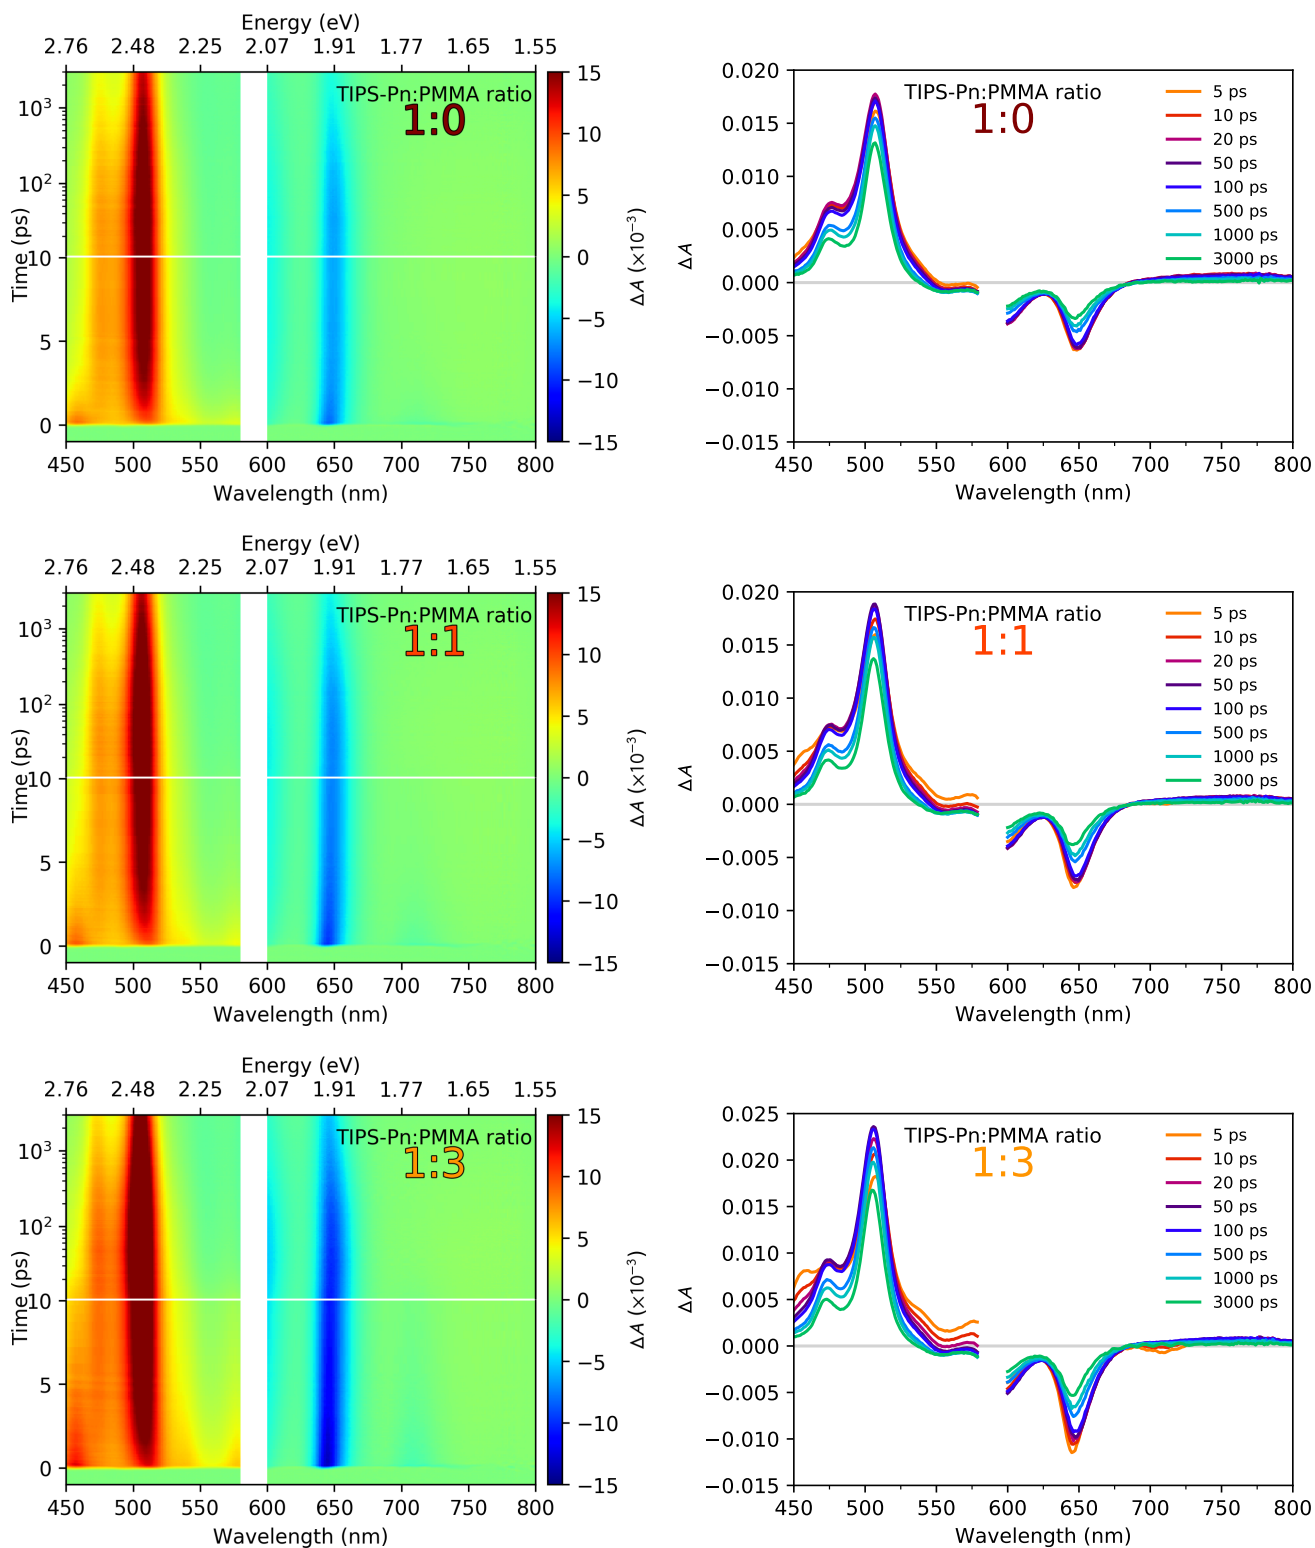 Energy (eV)
2.76 2.48 2.25 2.07 1.91 1.77 1.65 1.55
TIPS-Pn:PMMA ratio
1:0
Time (ps)
10³
10²
10
5
0
450 500 550 600 650 700 750 800
Wavelength (nm)
15
10
5
0
−5
−10
−15
ΔA (×10⁻³)
TIPS-Pn:PMMA ratio
1:0
5 ps
10 ps
20 ps
50 ps
100 ps
500 ps
1000 ps
3000 ps
ΔA
0.020
0.015
0.010
0.005
0.000
−0.005
−0.010
−0.015
450 500 550 600 650 700 750 800
Wavelength (nm)
Energy (eV)
2.76 2.48 2.25 2.07 1.91 1.77 1.65 1.55
TIPS-Pn:PMMA ratio
1:1
Time (ps)
10³
10²
10
5
0
450 500 550 600 650 700 750 800
Wavelength (nm)
15
10
5
0
−5
−10
−15
ΔA (×10⁻³)
TIPS-Pn:PMMA ratio
1:1
5 ps
10 ps
20 ps
50 ps
100 ps
500 ps
1000 ps
3000 ps
ΔA
0.020
0.015
0.010
0.005
0.000
−0.005
−0.010
−0.015
450 500 550 600 650 700 750 800
Wavelength (nm)
Energy (eV)
2.76 2.48 2.25 2.07 1.91 1.77 1.65 1.55
TIPS-Pn:PMMA ratio
1:3
Time (ps)
10³
10²
10
5
0
450 500 550 600 650 700 750 800
Wavelength (nm)
15
10
5
0
−5
−10
−15
ΔA (×10⁻³)
TIPS-Pn:PMMA ratio
1:3
5 ps
10 ps
20 ps
50 ps
100 ps
500 ps
1000 ps
3000 ps
ΔA
0.025
0.020
0.015
0.010
0.005
0.000
−0.005
−0.010
−0.015
450 500 550 600 650 700 750 800
Wavelength (nm)